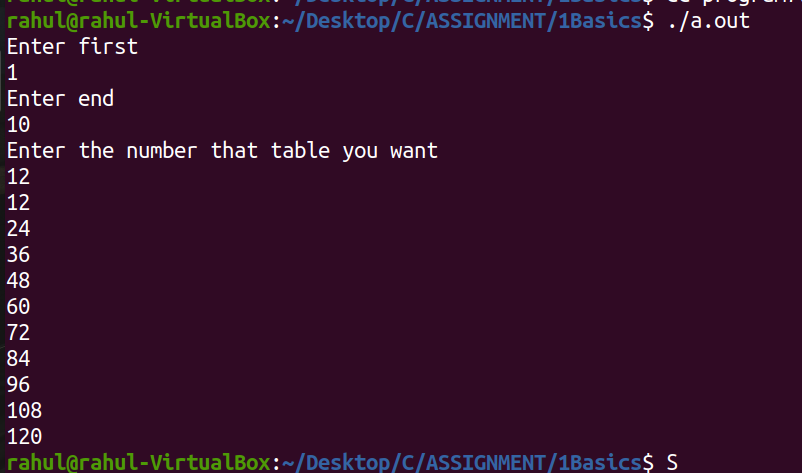 rahul@rahul-VirtualBox:~/Desktop/C/ASSIGNMENT/1Basics$ ./a.out
Enter first
1
Enter end
10
Enter the number that table you want
12
12
24
36
48
60
72
84
96
108
120
rahul@rahul-VirtualBox:~/Desktop/C/ASSIGNMENT/1Basics$ S